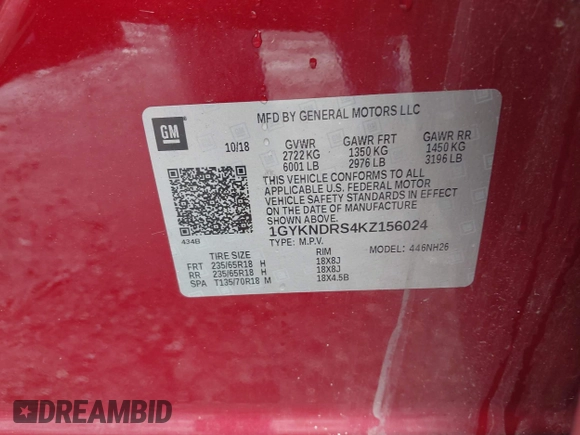 MFD BY GENERAL MOTORS LLC
GM
10/18
GVWR GAWR FRT GAWR RR
2722 KG 1350 KG 1450 KG
6001 LB 2976 LB 3196 LB
THIS VEHICLE CONFORMS TO ALL
APPLICABLE U.S. FEDERAL MOTOR
VEHICLE SAFETY STANDARDS IN EFFECT
ON THE DATE OF MANUFACTURE
SHOWN ABOVE.
1GYKNDRS4KZ156024
434B
TYPE: M.P.V. MODEL: 446NH26
TIRE SIZE RIM
FRT 235/65R18 H 18X8J
RR 235/65R18 H 18X8J
SPA T135/70R18 M 18X4.5B
DREAMBID